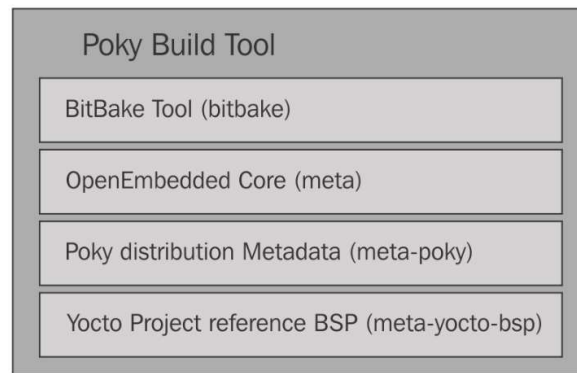 Poky Build Tool
BitBake Tool (bitbake)
OpenEmbedded Core (meta)
Poky distribution Metadata (meta-poky)
Yocto Project reference BSP (meta-yocto-bsp)